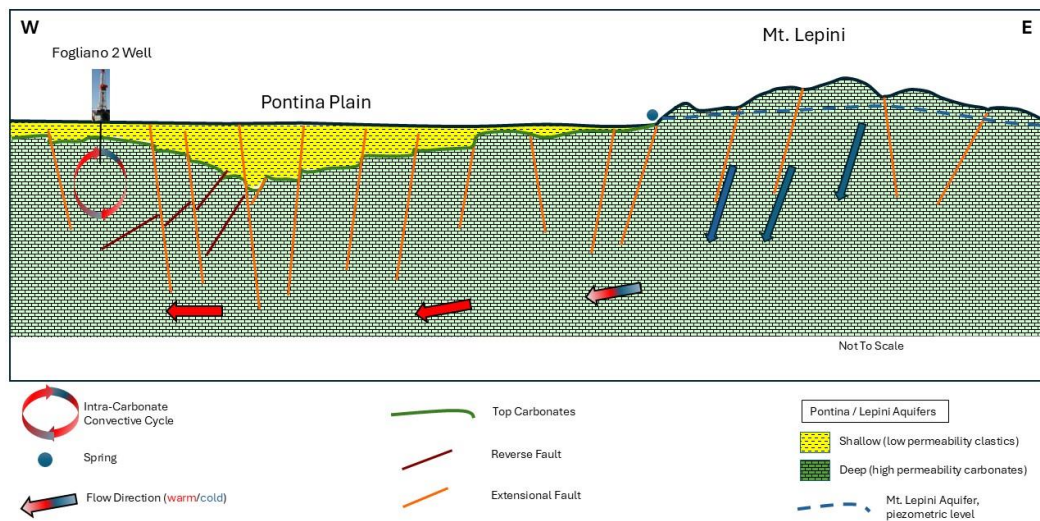 W
E
Mt. Lepini
Fogliano 2 Well
Pontina Plain
Not To Scale
Intra-Carbonate
Convective Cycle
Spring
Flow Direction (warm/cold)
Top Carbonates
Reverse Fault
Extensional Fault
Pontina / Lepini Aquifers
Shallow (low permeability clastics)
Deep (high permeability carbonates)
Mt. Lepini Aquifer,
piezometric level